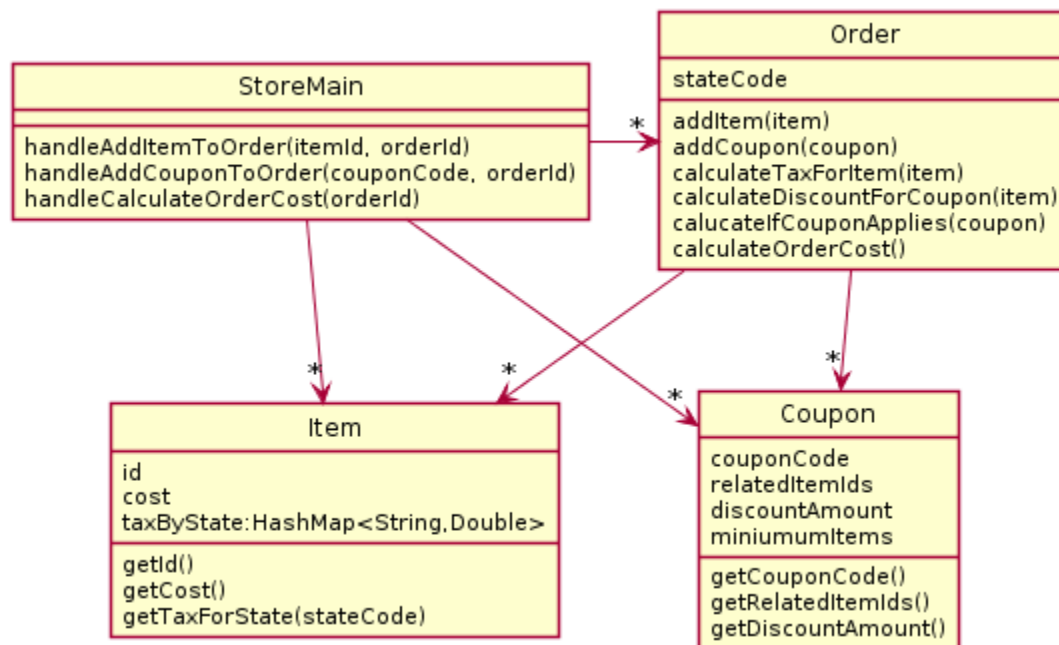 StoreMain
handleAddItemToOrder(itemId, orderId)
handleAddCouponToOrder(couponCode, orderId)
handleCalculateOrderCost(orderId)
*
Order
stateCode
addItem(item)
addCoupon(coupon)
calculateTaxForItem(item)
calculateDiscountForCoupon(item)
calucateIfCouponApplies(coupon)
calculateOrderCost()
*
*
*
*
Item
id
cost
taxByState:HashMap<String,Double>
getId()
getCost()
getTaxForState(stateCode)
Coupon
couponCode
relatedItemIds
discountAmount
miniumumItems
getCouponCode()
getRelatedItemIds()
getDiscountAmount()